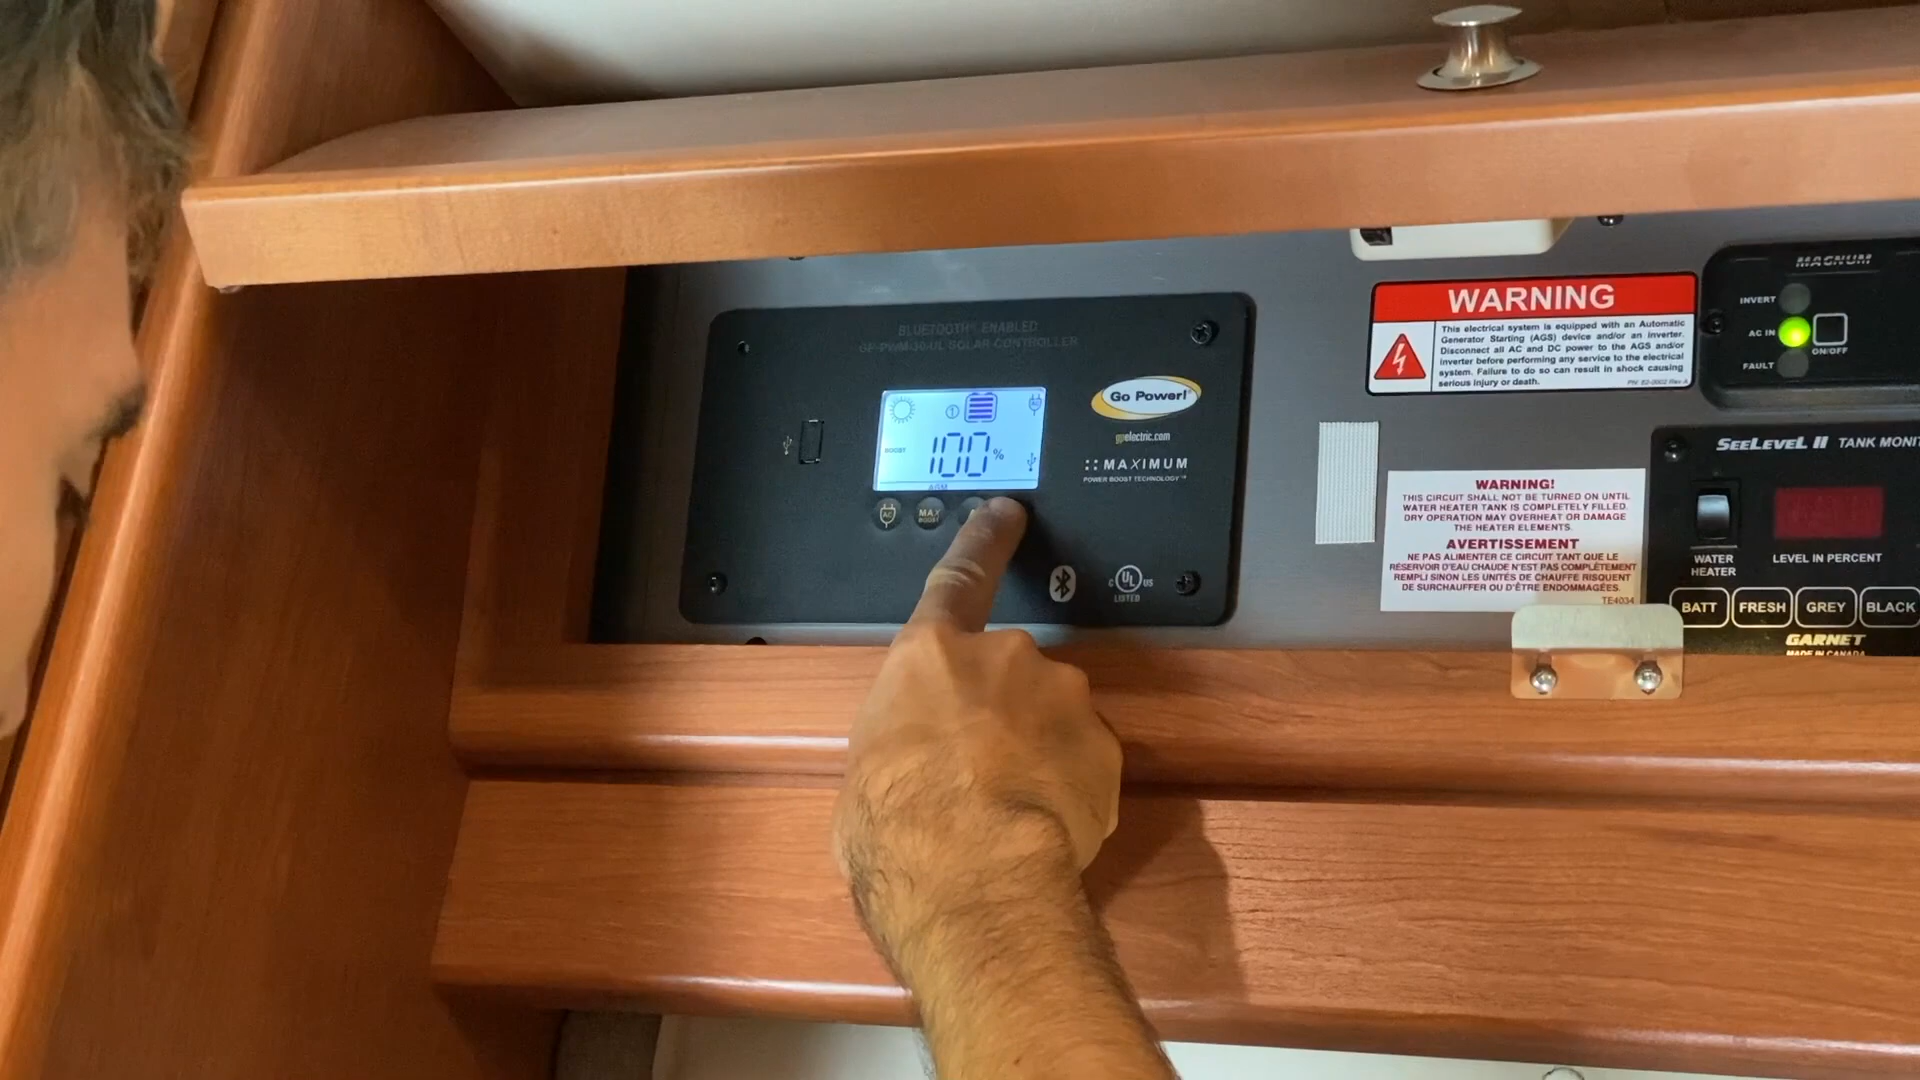 BLUETOOTH® ENABLED
GP-PWM-30-UL SOLAR CONTROLLER
BOOST
1
100%
AGM
AC
MAX
BOOST
Go Power!
gpelectric.com
MAXIMUM
POWER BOOST TECHNOLOGY™
C UL US
LISTED
WARNING
This electrical system is equipped with an Automatic
Generator Starting (AGS) device and/or an inverter.
Disconnect all AC and DC power to the AGS and/or
inverter before performing any service to the electrical
system. Failure to do so can result in shock causing
serious injury or death.
PN: 82-0002 Rev A
WARNING!
THIS CIRCUIT SHALL NOT BE TURNED ON UNTIL
WATER HEATER TANK IS COMPLETELY FILLED.
DRY OPERATION MAY OVERHEAT OR DAMAGE
THE HEATER ELEMENTS.
AVERTISSEMENT
NE PAS ALIMENTER CE CIRCUIT TANT QUE LE
RÉSERVOIR D'EAU CHAUDE N'EST PAS COMPLÈTEMENT
REMPLI SINON LES UNITÉS DE CHAUFFE RISQUENT
DE SURCHAUFFER OU D'ÊTRE ENDOMMAGÉES.
TE4034
MAGNUM
INVERT
AC IN
FAULT
ON/OFF
SEELEVEL II TANK MONIT
WATER
HEATER
LEVEL IN PERCENT
BATT FRESH GREY BLACK
GARNET
MADE IN CANADA